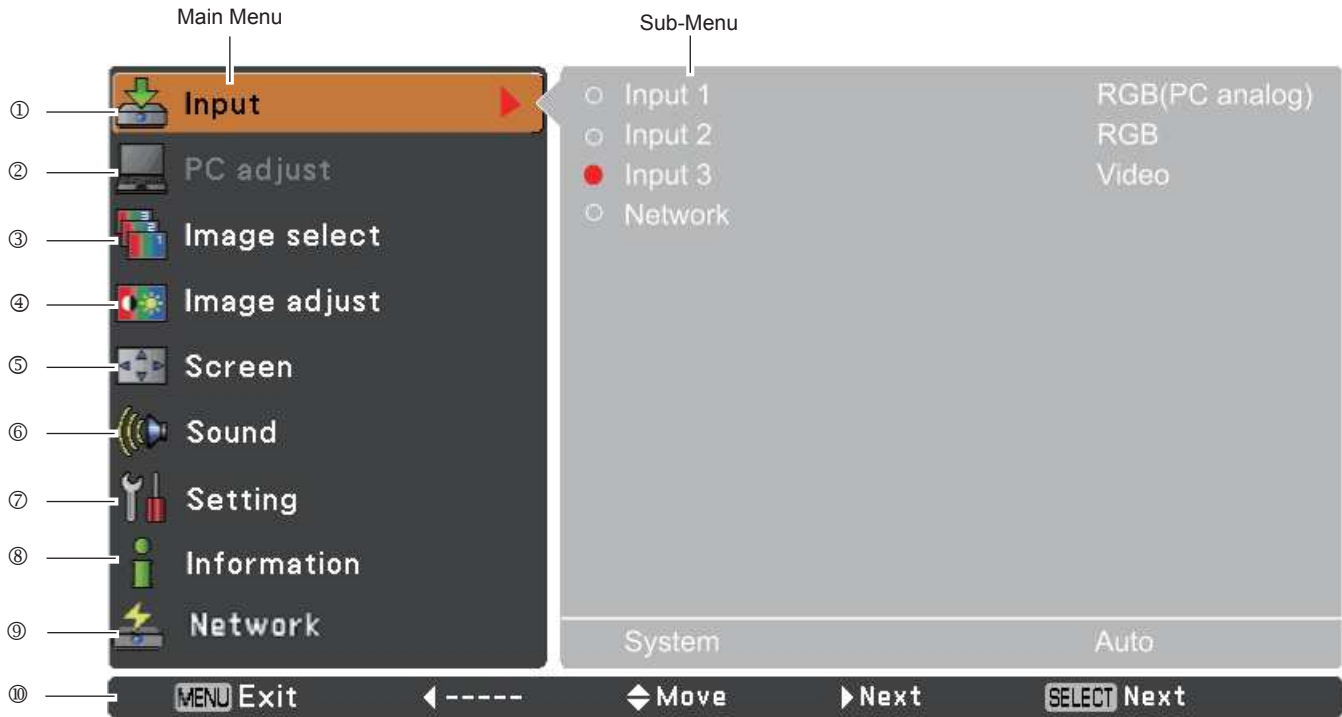 Main Menu
Sub-Menu
① Input
② PC adjust
③ Image select
④ Image adjust
⑤ Screen
⑥ Sound
⑦ Setting
⑧ Information
⑨ Network
Input 1 RGB(PC analog)
Input 2 RGB
Input 3 Video
Network
System Auto
⑩ MENU Exit ◀----- Move ▶Next SELECT Next